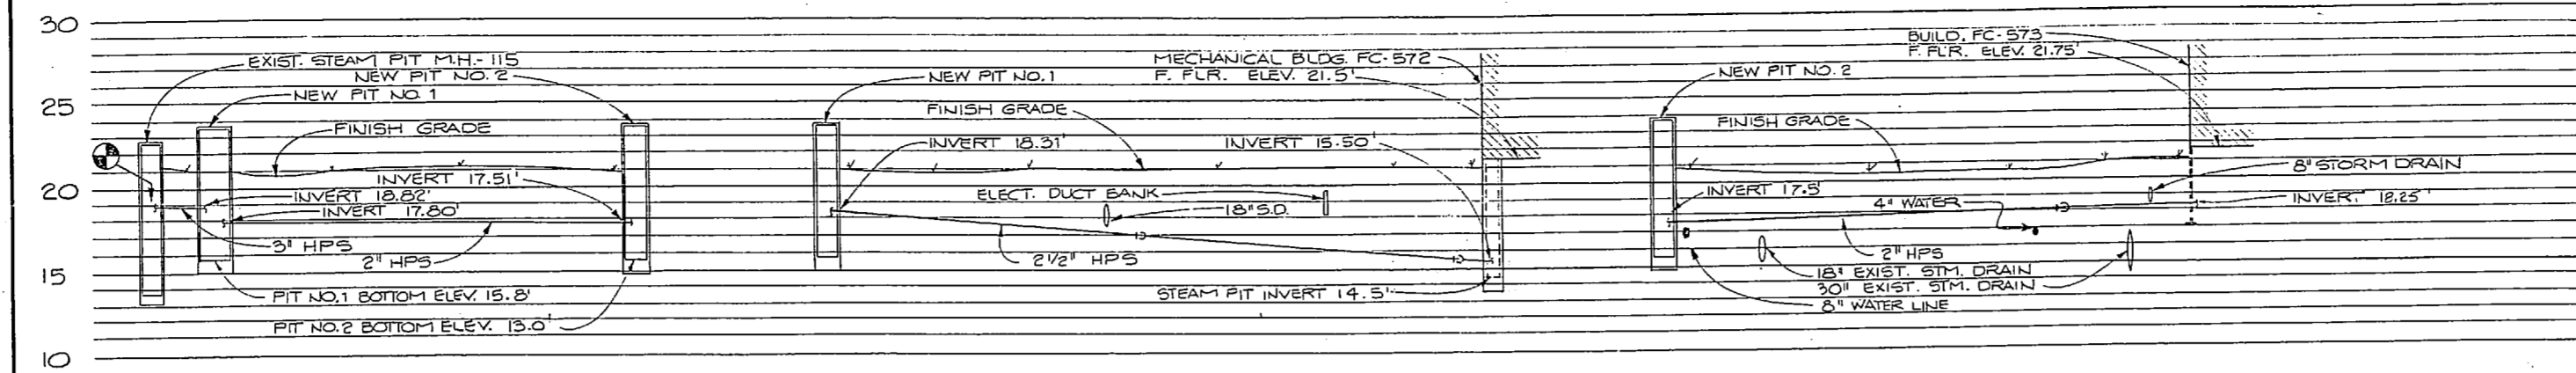 30
25
20
15
10
EXIST. STEAM PIT M.H.-115
NEW PIT NO. 2
NEW PIT NO. 1
FINISH GRADE
INVERT 17.51'
INVERT 18.82'
INVERT 17.80'
3" HPS
2" HPS
PIT NO.1 BOTTOM ELEV. 15.8'
PIT NO.2 BOTTOM ELEV. 13.0'
MECHANICAL BLDG. FC-572
F. FLR. ELEV. 21.5'
NEW PIT NO.1
FINISH GRADE
INVERT 18.31'
INVERT 15.50'
ELECT. DUCT BANK
18" S.D.
2 1/2" HPS
STEAM PIT INVERT 14.5'
BUILD. FC-573
F. FLR. ELEV. 21.75'
NEW PIT NO. 2
FINISH GRADE
8" STORM DRAIN
INVERT 17.5'
4" WATER
INVERT 18.25'
2" HPS
18" EXIST. STM. DRAIN
30" EXIST. STM. DRAIN
8" WATER LINE